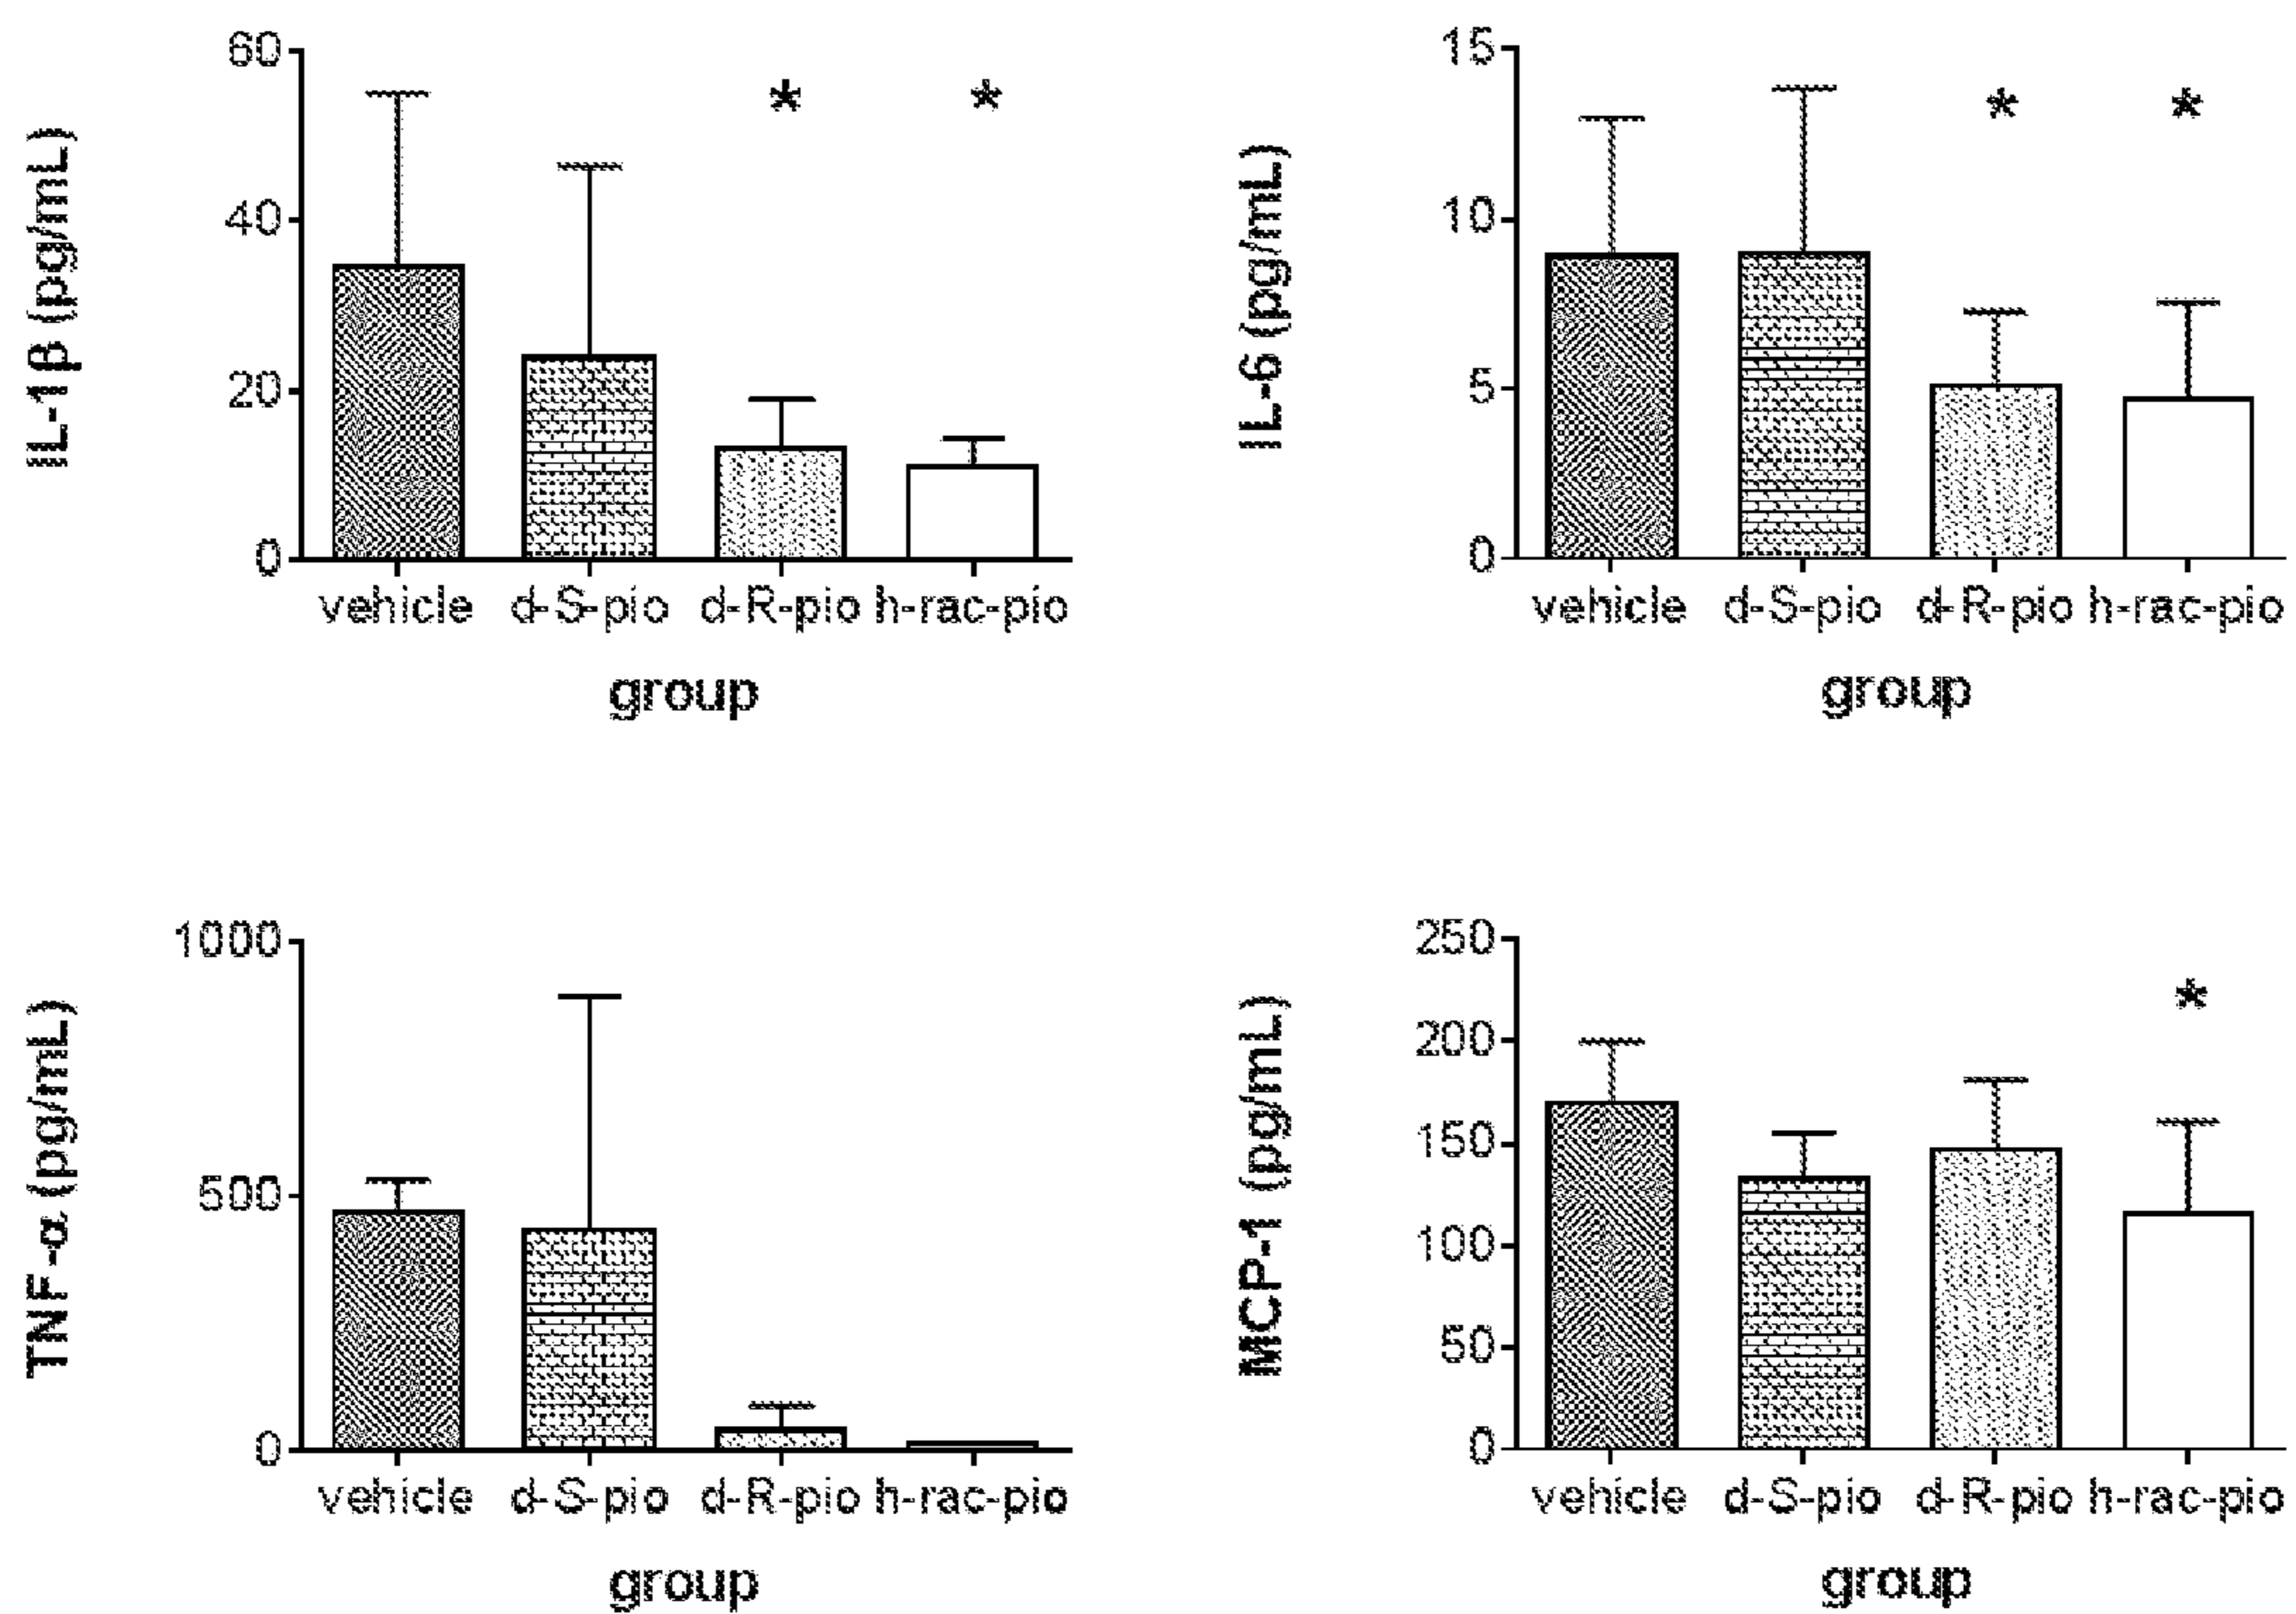 IL-1β (pg/mL)
60
40
20
0
* *
vehicle d-S-pio d-R-pio h-rac-pio
group
IL-6 (pg/mL)
15
10
5
0
* *
vehicle d-S-pio d-R-pio h-rac-pio
group
TNF-α (pg/mL)
1000
500
0
vehicle d-S-pio d-R-pio h-rac-pio
group
MCP-1 (pg/mL)
250
200
150
100
50
0
*
vehicle d-S-pio d-R-pio h-rac-pio
group